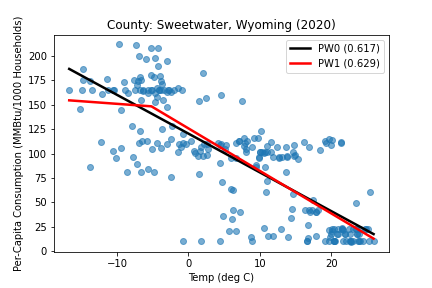 County: Sweetwater, Wyoming (2020)
PW0 (0.617)
PW1 (0.629)
Per-Capita Consumption (MMBtu/1000 Households)
200
175
150
125
100
75
50
25
0
−10 0 10 20
Temp (deg C)